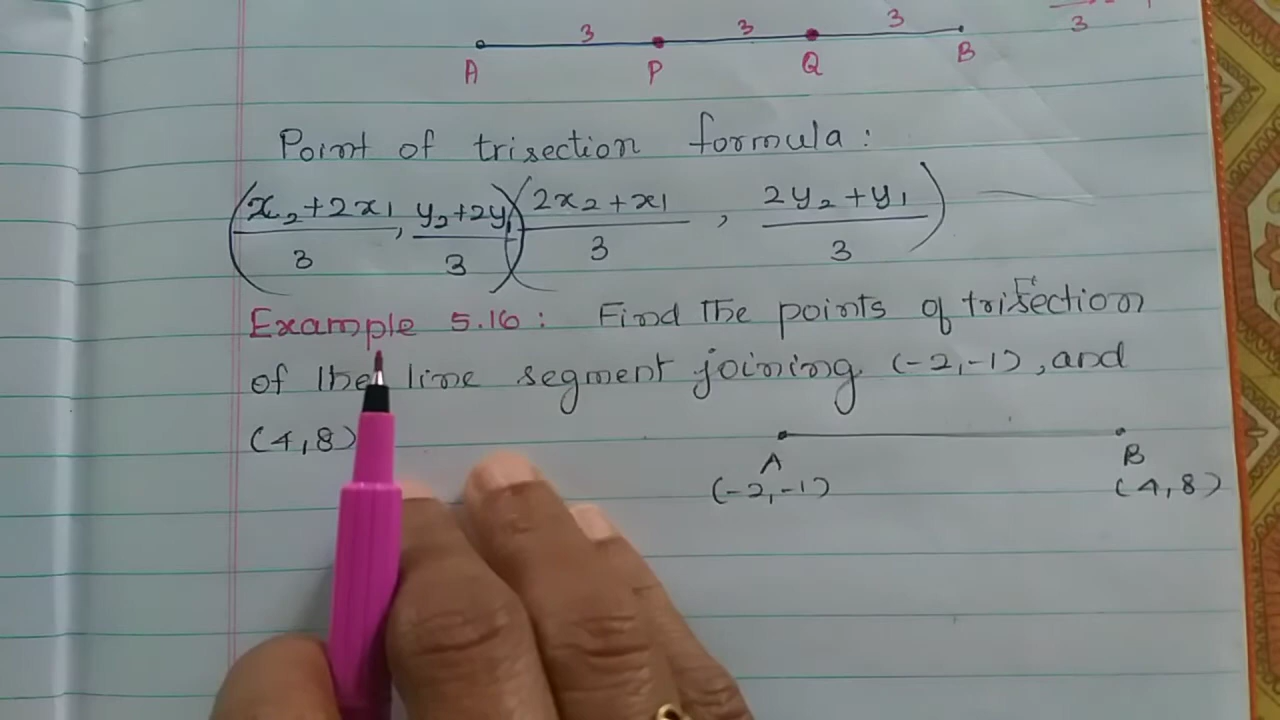 3 3 3
3
A P Q B
Point of trisection formula:
(x₂+2x₁/3, y₂+2y₁/3)(2x₂+x₁/3, 2y₂+y₁/3)
Example 5.16: Find the points of trisection
of the line segment joining (-2,-1), and
(4,8)
A B
(-2,-1) (4,8)